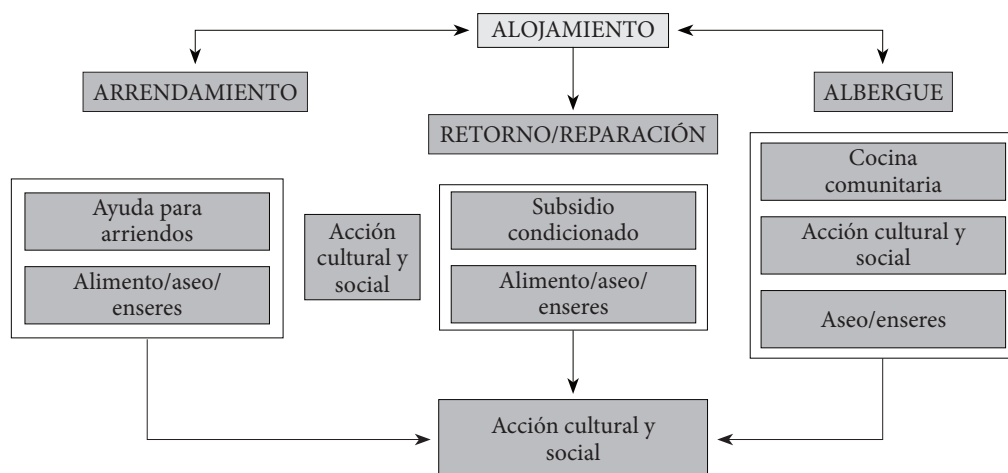 ALOJAMIENTO
ARRENDAMIENTO
ALBERGUE
RETORNO/REPARACIÓN
Ayuda para
arriendos
Alimento/aseo/
enseres
Acción
cultural y
social
Subsidio
condicionado
Alimento/aseo/
enseres
Cocina
comunitaria
Acción cultural y
social
Aseo/enseres
Acción cultural y
social